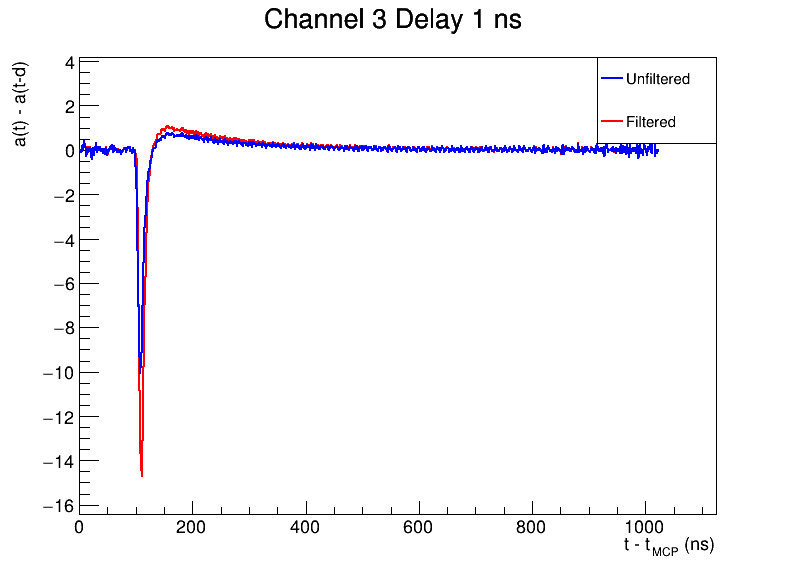 Channel 3 Delay 1 ns
a(t) - a(t-d)
4
2
0
−2
−4
−6
−8
−10
−12
−14
−16
Unfiltered
Filtered
0 200 400 600 800 1000
t - tMCP (ns)